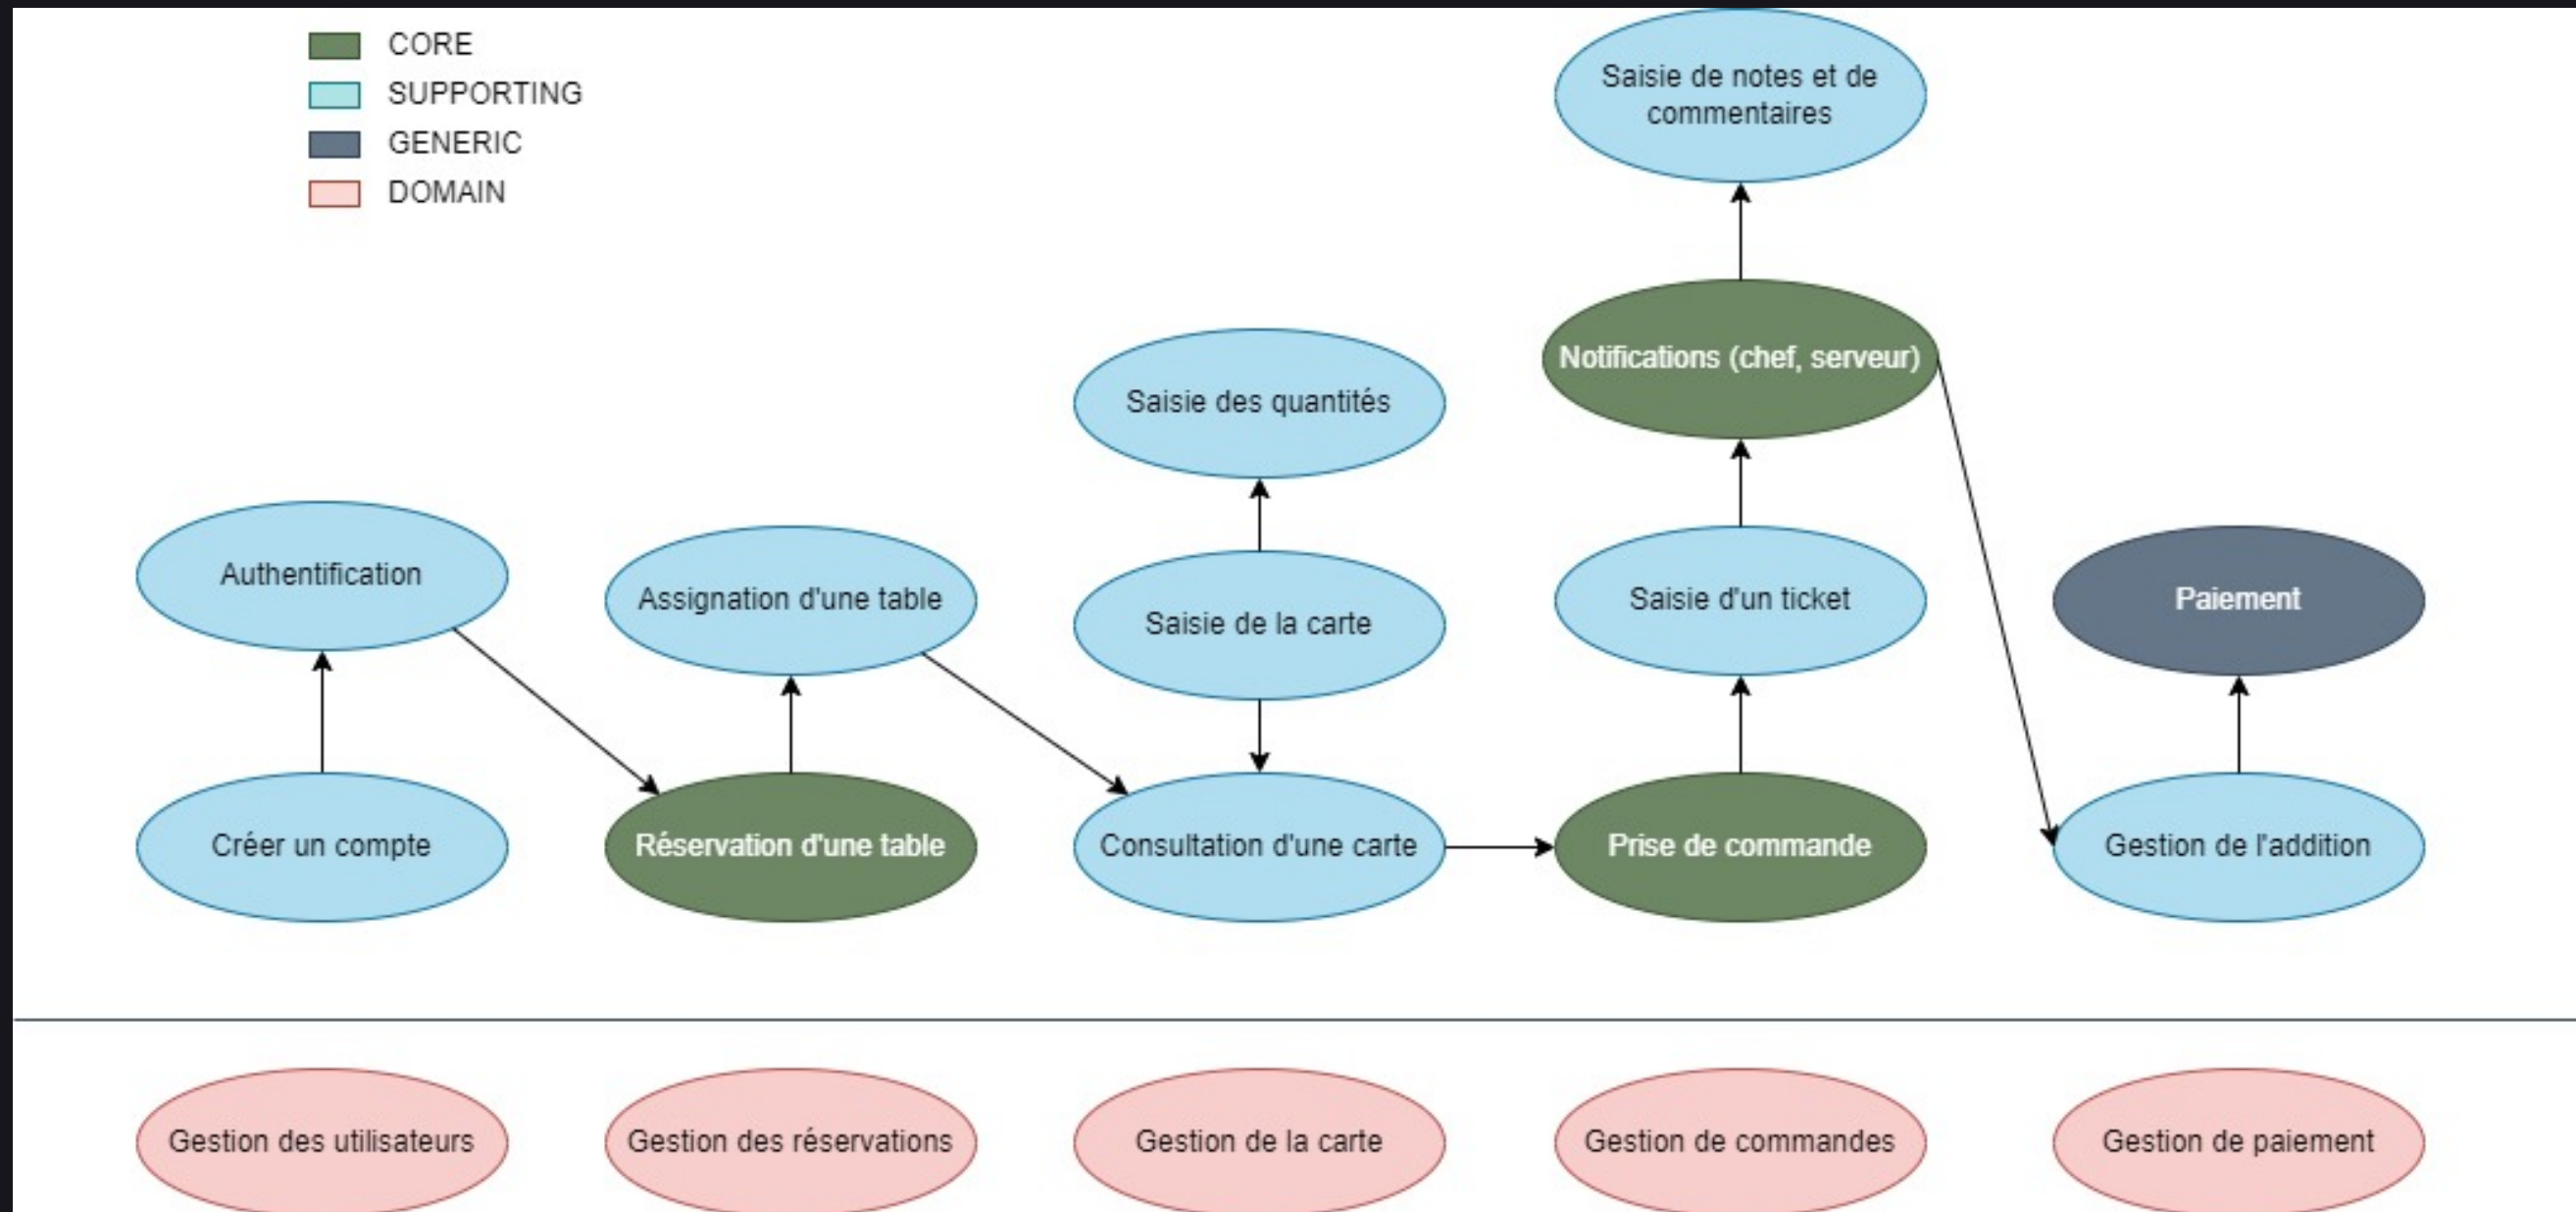 CORE
SUPPORTING
GENERIC
DOMAIN
Saisie de notes et de
commentaires
Notifications (chef, serveur)
Saisie des quantités
Authentification
Assignation d'une table
Saisie de la carte
Saisie d'un ticket
Paiement
Créer un compte
Réservation d'une table
Consultation d'une carte
Prise de commande
Gestion de l'addition
Gestion des utilisateurs
Gestion des réservations
Gestion de la carte
Gestion de commandes
Gestion de paiement